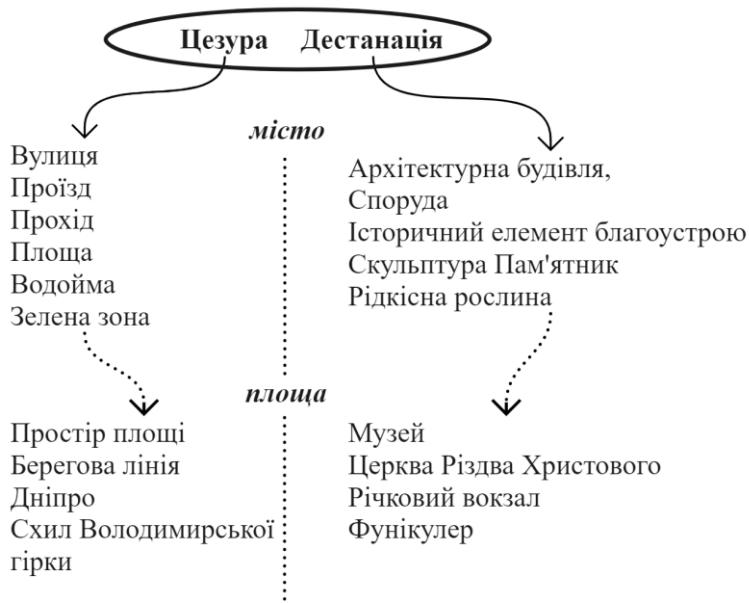 Цезура Дестанація
місто
Вулиця
Проїзд
Прохід
Площа
Водойма
Зелена зона
Архітектурна будівля,
Споруда
Історичний елемент благоустрою
Скульптура Пам'ятник
Рідкісна рослина
площа
Простір площі
Берегова лінія
Дніпро
Схил Володимирської
гірки
Музей
Церква Різдва Христового
Річковий вокзал
Фунікулер